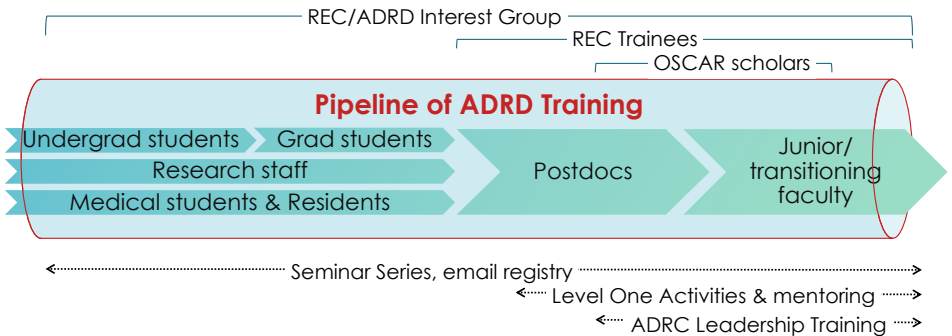 REC/ADRD Interest Group
REC Trainees
OSCAR scholars
Pipeline of ADRD Training
Undergrad students
Grad students
Research staff
Medical students & Residents
Postdocs
Junior/
transitioning
faculty
Seminar Series, email registry
Level One Activities & mentoring
ADRC Leadership Training